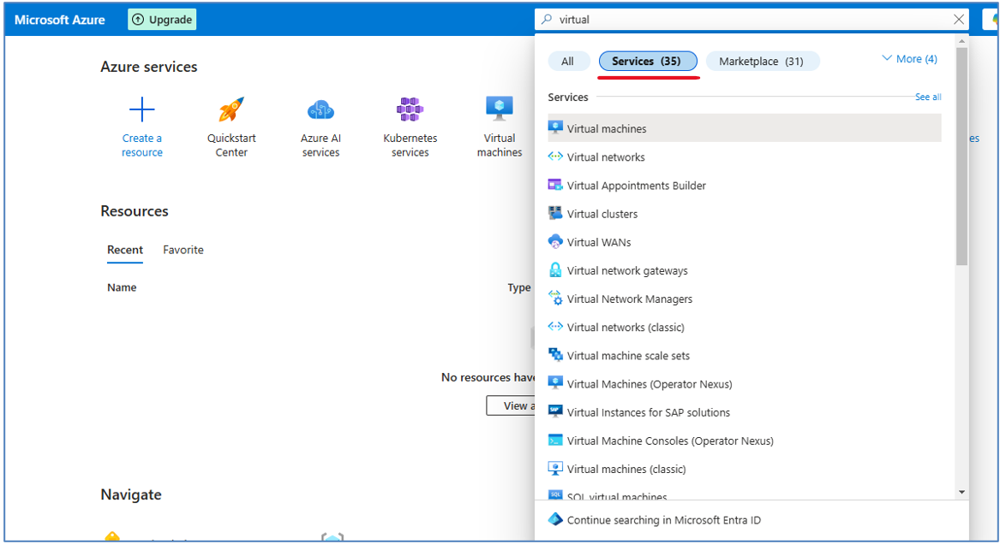 Microsoft Azure
Upgrade
virtual
Azure services
Create a
resource
Quickstart
Center
Azure AI
services
Kubernetes
services
Virtual
machines
Resources
Recent
Favorite
Name
Type
No resources have
View a
Navigate
All
Services (35)
Marketplace (31)
More (4)
Services
See all
Virtual machines
Virtual networks
Virtual Appointments Builder
Virtual clusters
Virtual WANs
Virtual network gateways
Virtual Network Managers
Virtual networks (classic)
Virtual machine scale sets
Virtual Machines (Operator Nexus)
Virtual Instances for SAP solutions
Virtual Machine Consoles (Operator Nexus)
Virtual machines (classic)
SQL virtual machines
Continue searching in Microsoft Entra ID
es